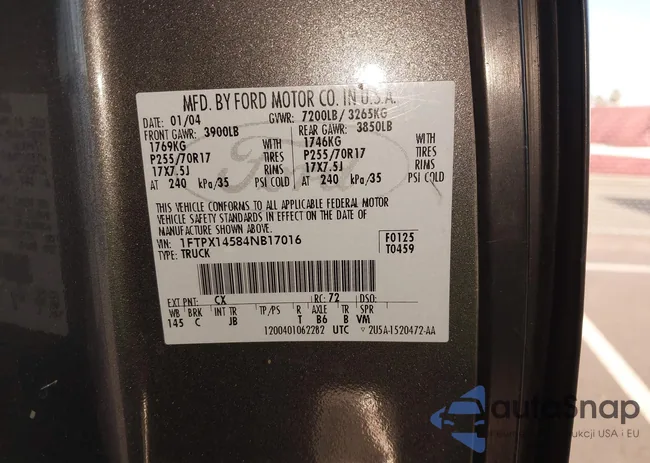 MFD. BY FORD MOTOR CO. IN U.S.A.
DATE: 01/04 GVWR: 7200LB/ 3265KG
FRONT GAWR: 3900LB REAR GAWR: 3850LB
1769KG WITH 1746KG WITH
P255/70R17 TIRES P255/70R17 TIRES
17X7.5J RIMS 17X7.5J RIMS
AT 240 kPa/35 PSI COLD AT 240 kPa/35 PSI COLD
THIS VEHICLE CONFORMS TO ALL APPLICABLE FEDERAL MOTOR
VEHICLE SAFETY STANDARDS IN EFFECT ON THE DATE OF
MANUFACTURE SHOWN ABOVE.
VIN: 1FTPX14584NB17016 F0125
TYPE: TRUCK T0459
EXT PNT: CX RC: 72 DSO:
WB BRK INT TR TP/PS R AXLE TR SPR
145 C JB T B6 B VM
1200401062282 UTC 2U5A-1520472-AA
Ford
autoSnap
ukcji USA i EU